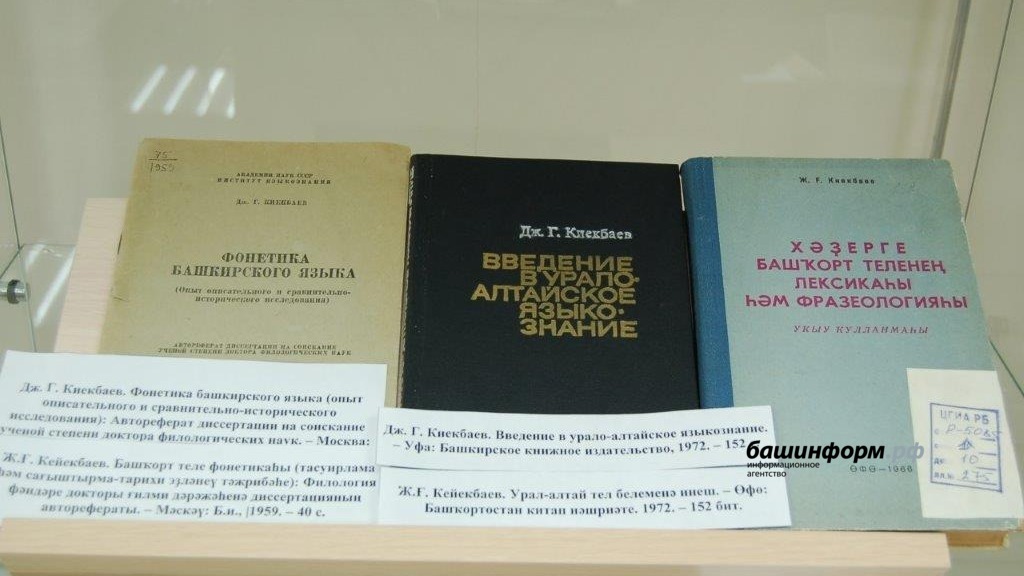 75
1959
АКАДЕМИЯ НАУК СССР
ИНСТИТУТ ЯЗЫКОЗНАНИЯ
Дж. Г. КИЕКБАЕВ
ФОНЕТИКА
БАШКИРСКОГО ЯЗЫКА
(Опыт описательного и сравнительно-
исторического исследования)
АВТОРЕФЕРАТ ДИССЕРТАЦИИ НА СОИСКАНИЕ
УЧЕНОЙ СТЕПЕНИ ДОКТОРА ФИЛОЛОГИЧЕСКИХ НАУК
Дж. Г. Киекбаев
ВВЕДЕНИЕ
В УРАЛО-
АЛТАЙСКОЕ
ЯЗЫКО-
ЗНАНИЕ
Ж. Ғ. Киекбаев
ХӘҘЕРГЕ
БАШҠОРТ ТЕЛЕНЕҢ
ЛЕКСИКАҺЫ
ҺӘМ ФРАЗЕОЛОГИЯҺЫ
УҠЫУ ҠУЛЛАНМАҺЫ
ӨФӨ—1966
ЦГИА РБ
Р-5035
оп. 1
д. 10
л. 275
Дж. Г. Киекбаев. Фонетика башкирского языка (опыт
описательного и сравнительно-исторического
исследования): Автореферат диссертации на соискание
Ученой степени доктора филологических наук. – Москва:
Ж.Ғ. Кейекбаев. Башҡорт теле фонетикаһы (тасуирлама
һәм сағыштырма-тарихи эҙләнеү тәжрибәһе): Филология
фәндәре докторы ғилми дәрәжәһенә диссертацияның
авторефераты. – Мәскәү: Б.и., 1959. – 40 с.
Дж. Г. Киекбаев. Введение в урало-алтайское языкознание.
– Уфа: Башкирское книжное издательство, 1972. – 152
Ж.Ғ. Кейекбаев. Урал-алтай тел белеменә инеш. – Өфө:
Башҡортостан китап нәшриәте. 1972. – 152 бит.
башинформ.рф
информационное
агентство